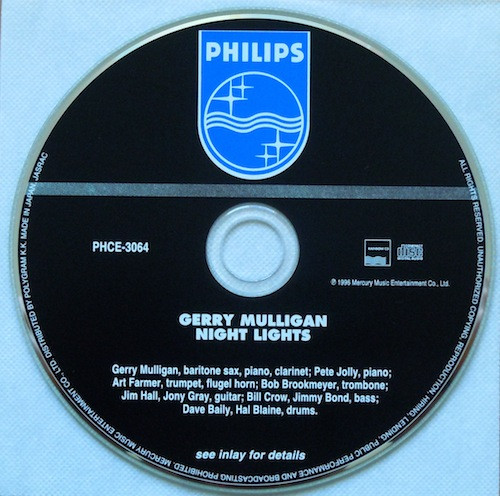 PHILIPS
PHCE-3064
℗ 1996 Mercury Music Entertainment Co., Ltd.
GERRY MULLIGAN
NIGHT LIGHTS
Gerry Mulligan, baritone sax, piano, clarinet; Pete Jolly, piano;
Art Farmer, trumpet, flugel horn; Bob Brookmeyer, trombone;
Jim Hall, Jony Gray, guitar; Bill Crow, Jimmy Bond, bass;
Dave Baily, Hal Blaine, drums.
see inlay for details
ALL RIGHTS RESERVED. UNAUTHORIZED COPYING, REPRODUCTION, HIRING, LENDING, PUBLIC PERFORMANCE AND BROADCASTING PROHIBITED. MERCURY MUSIC ENTERTAINMENT CO., LTD. DISTRIBUTED BY POLYGRAM K.K. MADE IN JAPAN. JASRAC